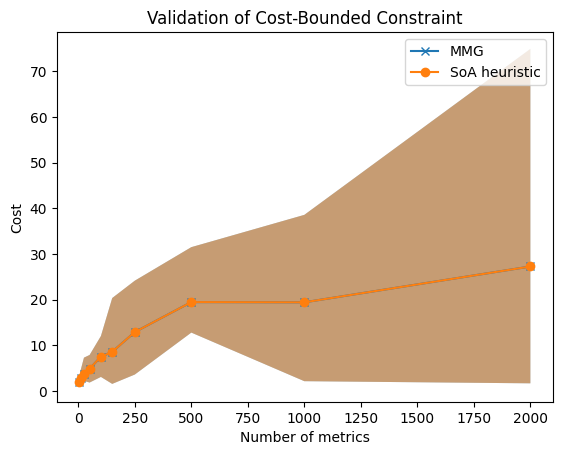 Validation of Cost-Bounded Constraint
MMG
SoA heuristic
Cost
70
60
50
40
30
20
10
0
0 250 500 750 1000 1250 1500 1750 2000
Number of metrics